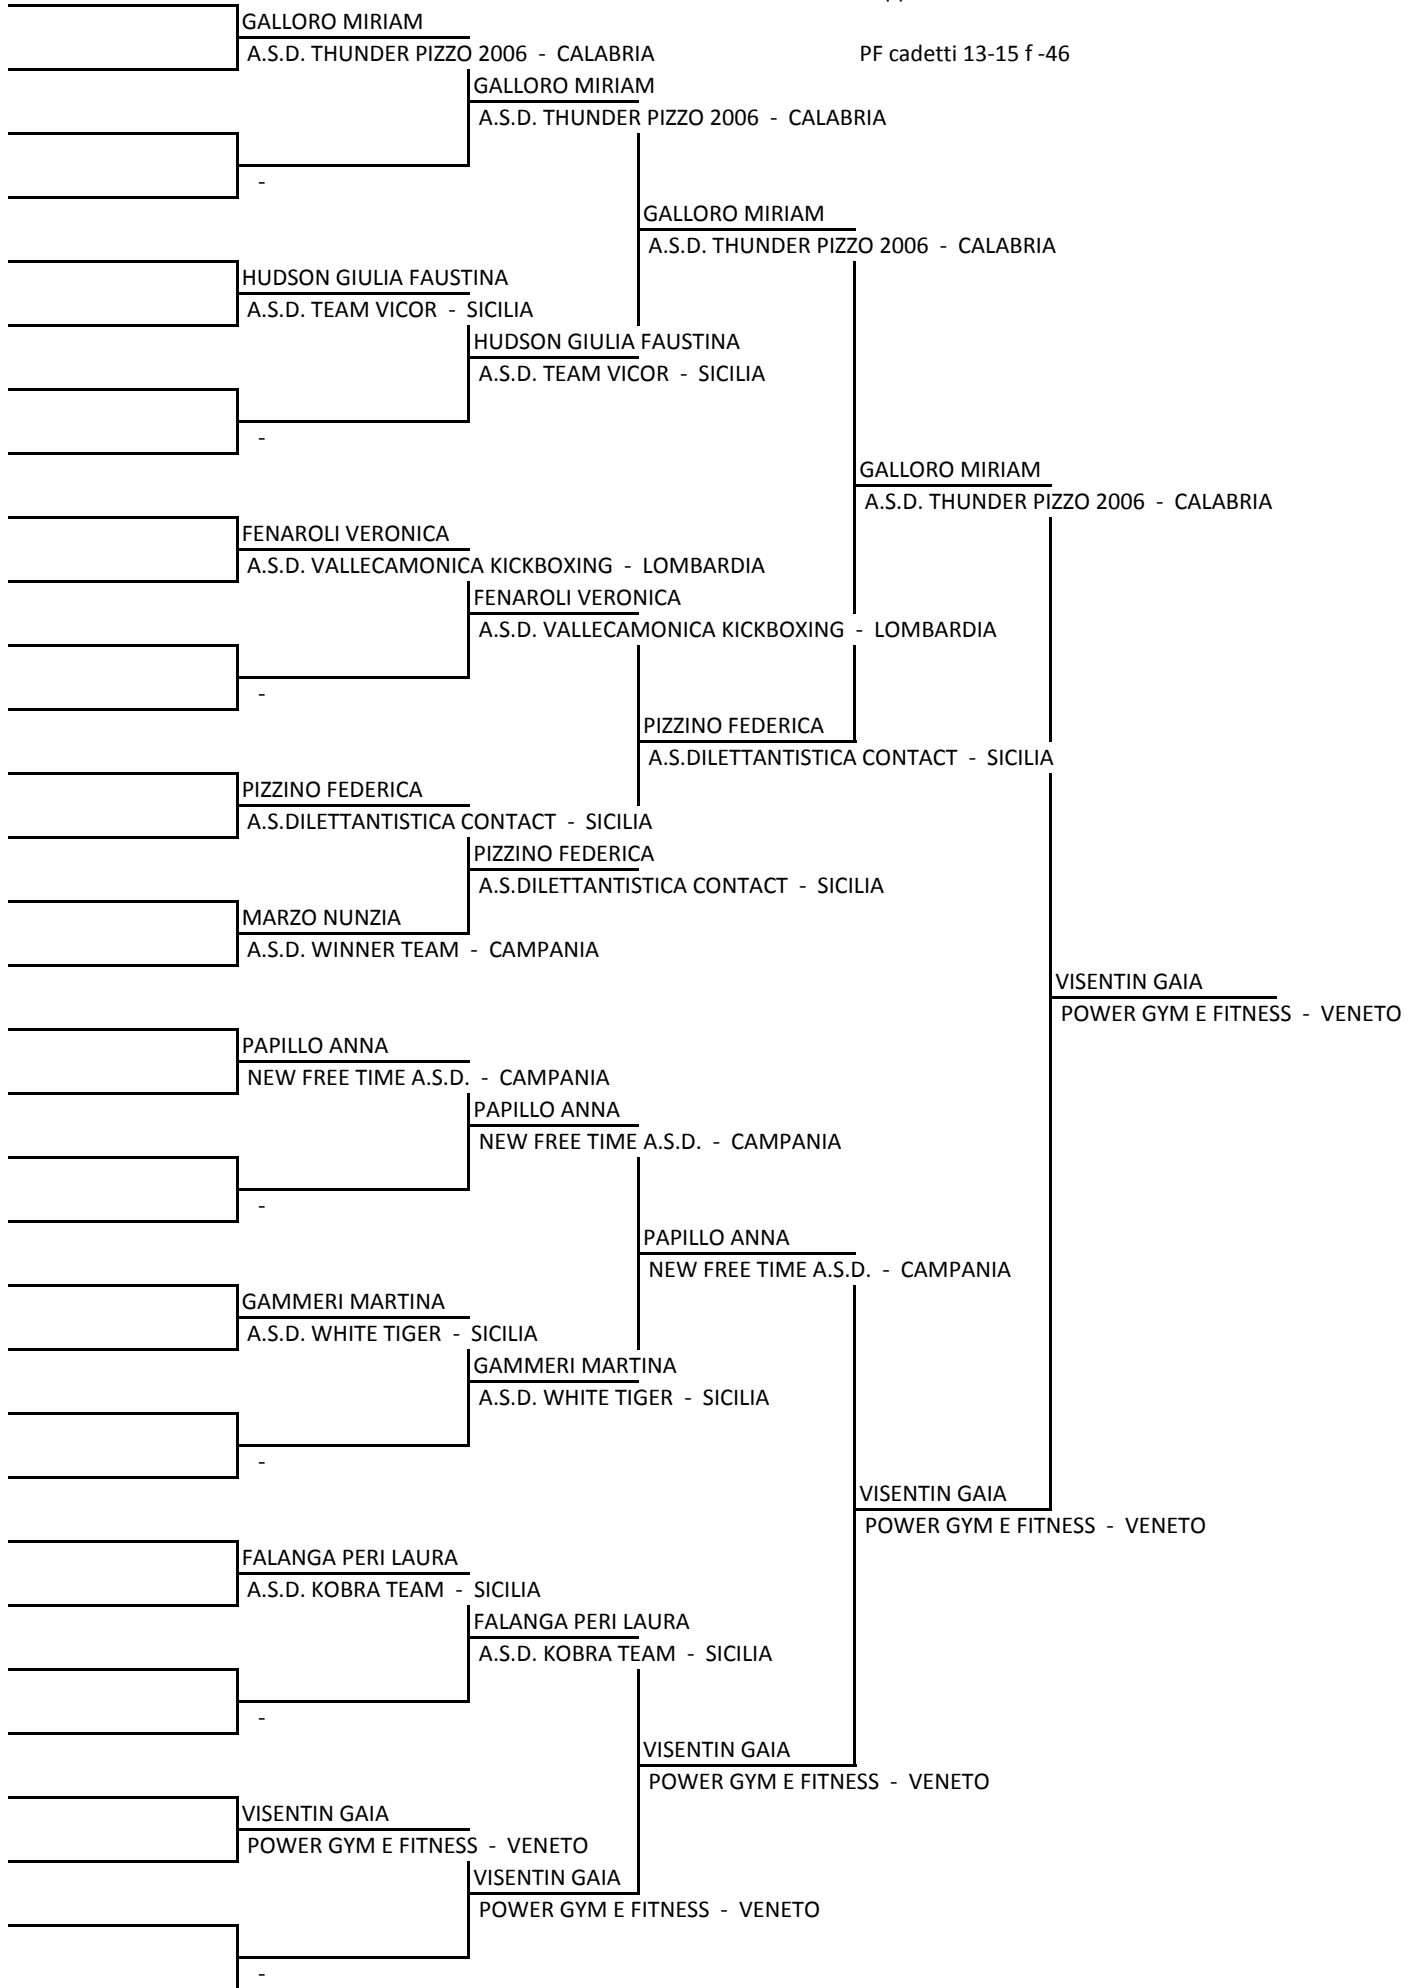 GALLORO MIRIAM
A.S.D. THUNDER PIZZO 2006 - CALABRIA
PF cadetti 13-15 f -46
GALLORO MIRIAM
A.S.D. THUNDER PIZZO 2006 - CALABRIA
-
GALLORO MIRIAM
A.S.D. THUNDER PIZZO 2006 - CALABRIA
HUDSON GIULIA FAUSTINA
A.S.D. TEAM VICOR - SICILIA
HUDSON GIULIA FAUSTINA
A.S.D. TEAM VICOR - SICILIA
-
GALLORO MIRIAM
A.S.D. THUNDER PIZZO 2006 - CALABRIA
FENAROLI VERONICA
A.S.D. VALLECAMONICA KICKBOXING - LOMBARDIA
FENAROLI VERONICA
A.S.D. VALLECAMONICA KICKBOXING - LOMBARDIA
-
PIZZINO FEDERICA
A.S.DILETTANTISTICA CONTACT - SICILIA
PIZZINO FEDERICA
A.S.DILETTANTISTICA CONTACT - SICILIA
PIZZINO FEDERICA
A.S.DILETTANTISTICA CONTACT - SICILIA
MARZO NUNZIA
A.S.D. WINNER TEAM - CAMPANIA
VISENTIN GAIA
POWER GYM E FITNESS - VENETO
PAPILLO ANNA
NEW FREE TIME A.S.D. - CAMPANIA
PAPILLO ANNA
NEW FREE TIME A.S.D. - CAMPANIA
-
PAPILLO ANNA
NEW FREE TIME A.S.D. - CAMPANIA
GAMMERI MARTINA
A.S.D. WHITE TIGER - SICILIA
GAMMERI MARTINA
A.S.D. WHITE TIGER - SICILIA
-
VISENTIN GAIA
POWER GYM E FITNESS - VENETO
FALANGA PERI LAURA
A.S.D. KOBRA TEAM - SICILIA
FALANGA PERI LAURA
A.S.D. KOBRA TEAM - SICILIA
-
VISENTIN GAIA
POWER GYM E FITNESS - VENETO
VISENTIN GAIA
POWER GYM E FITNESS - VENETO
VISENTIN GAIA
POWER GYM E FITNESS - VENETO
-